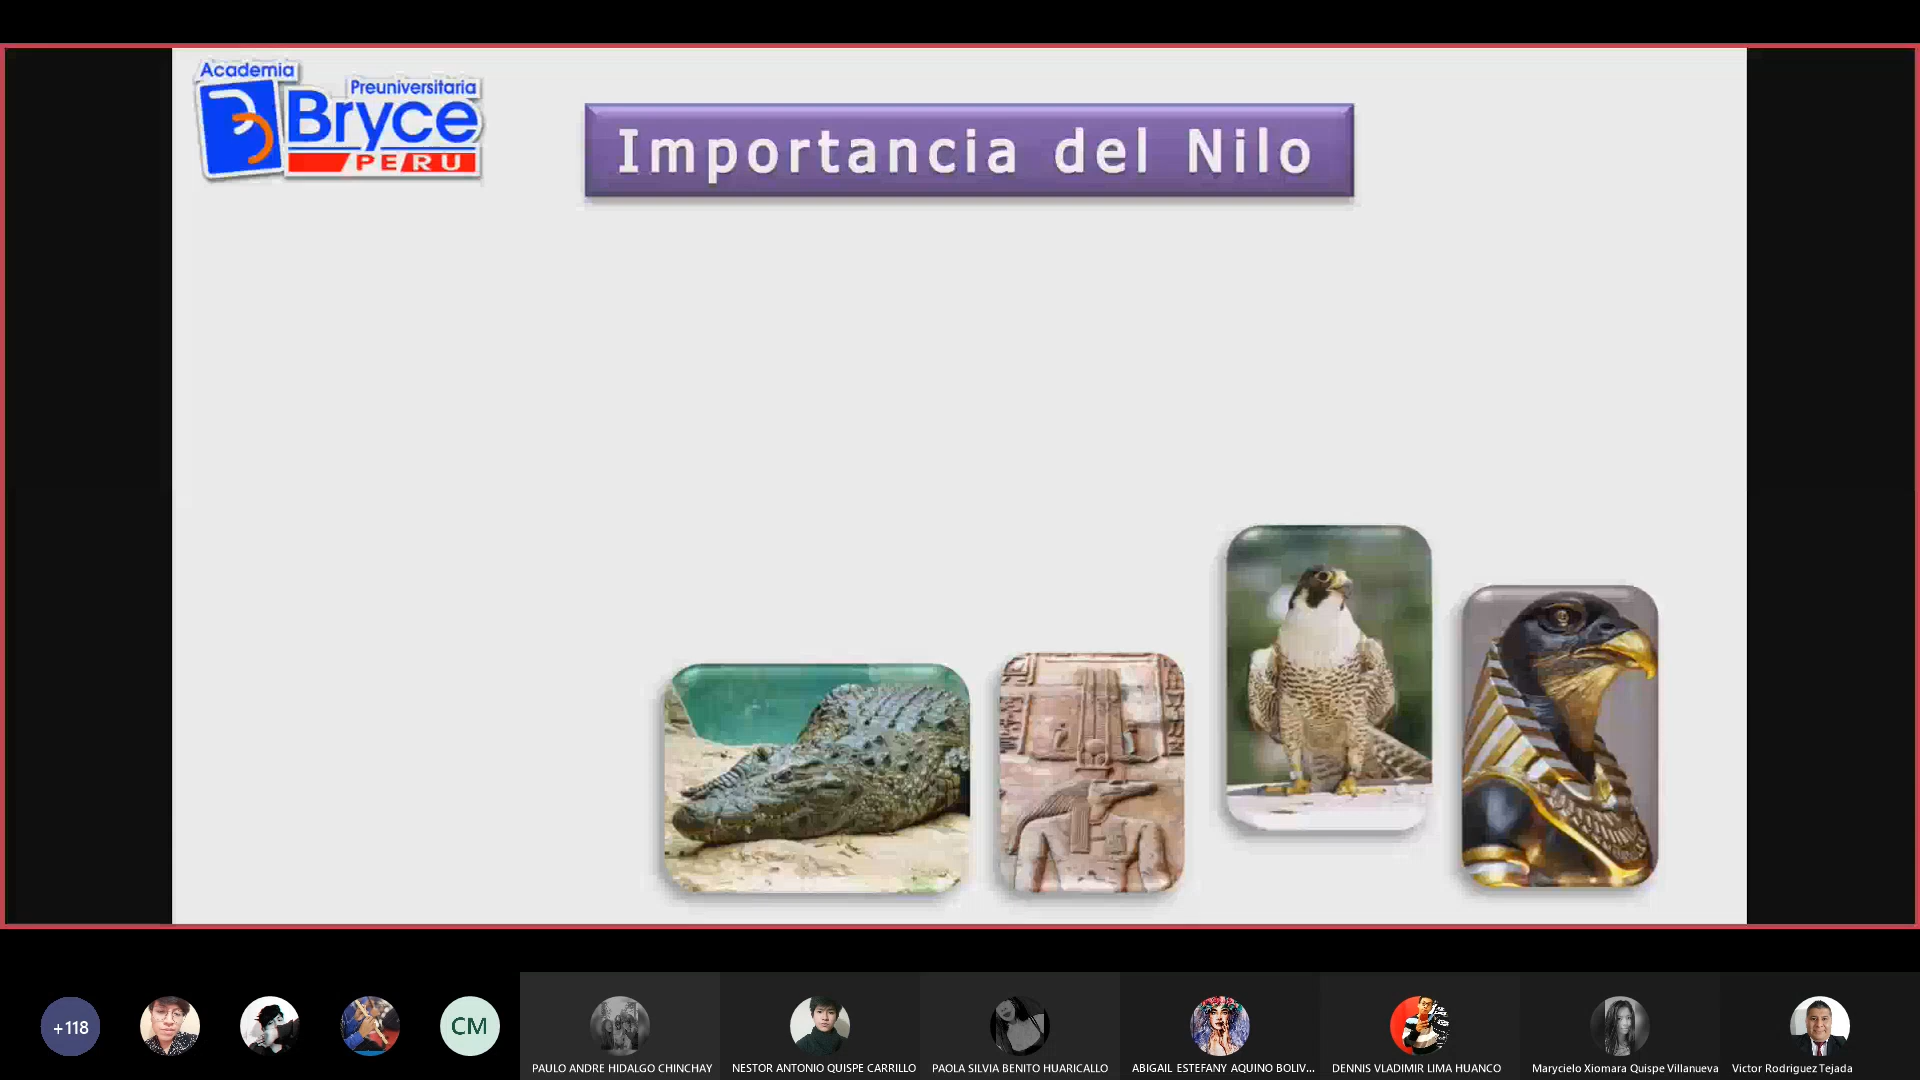 Academia
Preuniversitaria
Bryce
PERU
Importancia del Nilo
+118
CM
PAULO ANDRE HIDALGO CHINCHAY
NESTOR ANTONIO QUISPE CARRILLO
PAOLA SILVIA BENITO HUARICALLO
ABIGAIL ESTEFANY AQUINO BOLIV...
DENNIS VLADIMIR LIMA HUANCO
Marycielo Xiomara Quispe Villanueva
Victor Rodriguez Tejada